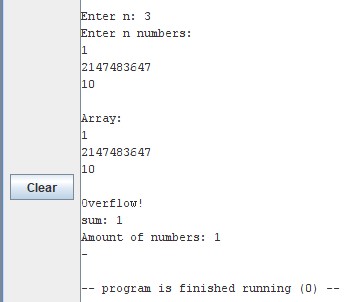 Enter n: 3
Enter n numbers:
1
2147483647
10
Array:
1
2147483647
10
Clear
Overflow!
sum: 1
Amount of numbers: 1
-
-- program is finished running (0) --